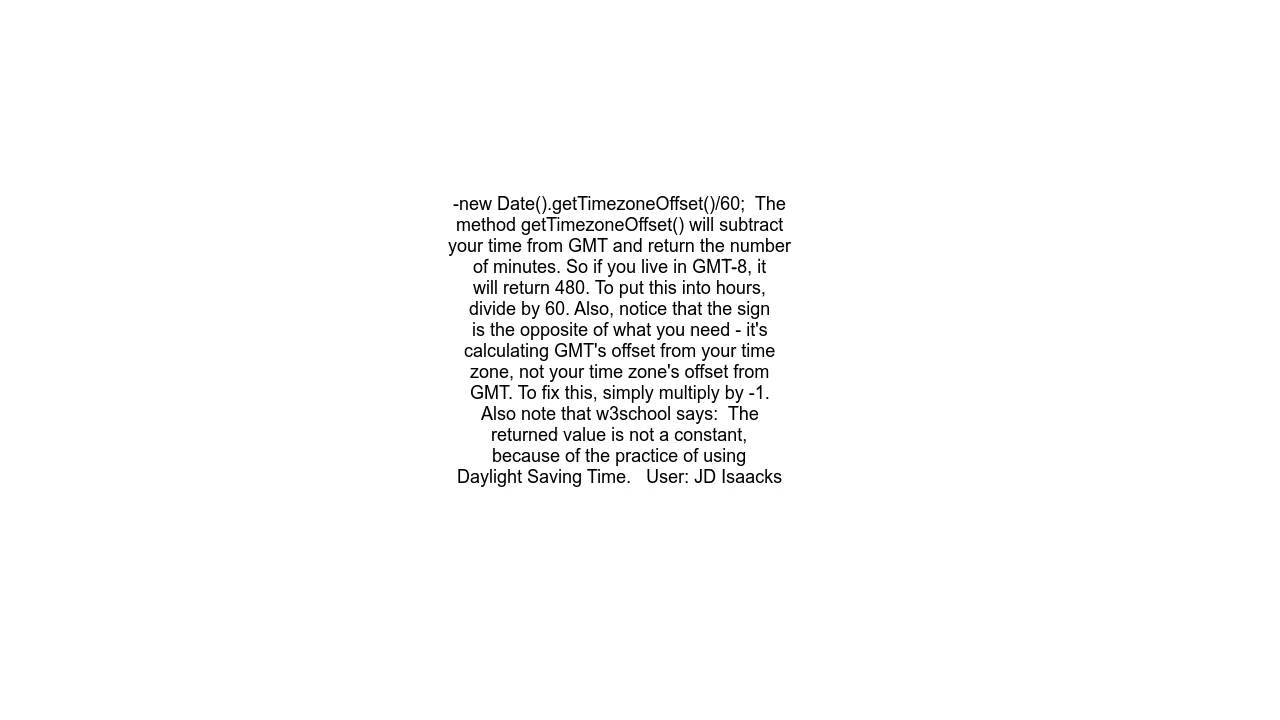 -new Date().getTimezoneOffset()/60;  The
method getTimezoneOffset() will subtract
your time from GMT and return the number
of minutes. So if you live in GMT-8, it
will return 480. To put this into hours,
divide by 60. Also, notice that the sign
is the opposite of what you need - it's
calculating GMT's offset from your time
zone, not your time zone's offset from
GMT. To fix this, simply multiply by -1.
Also note that w3school says:  The
returned value is not a constant,
because of the practice of using
Daylight Saving Time.   User: JD Isaacks